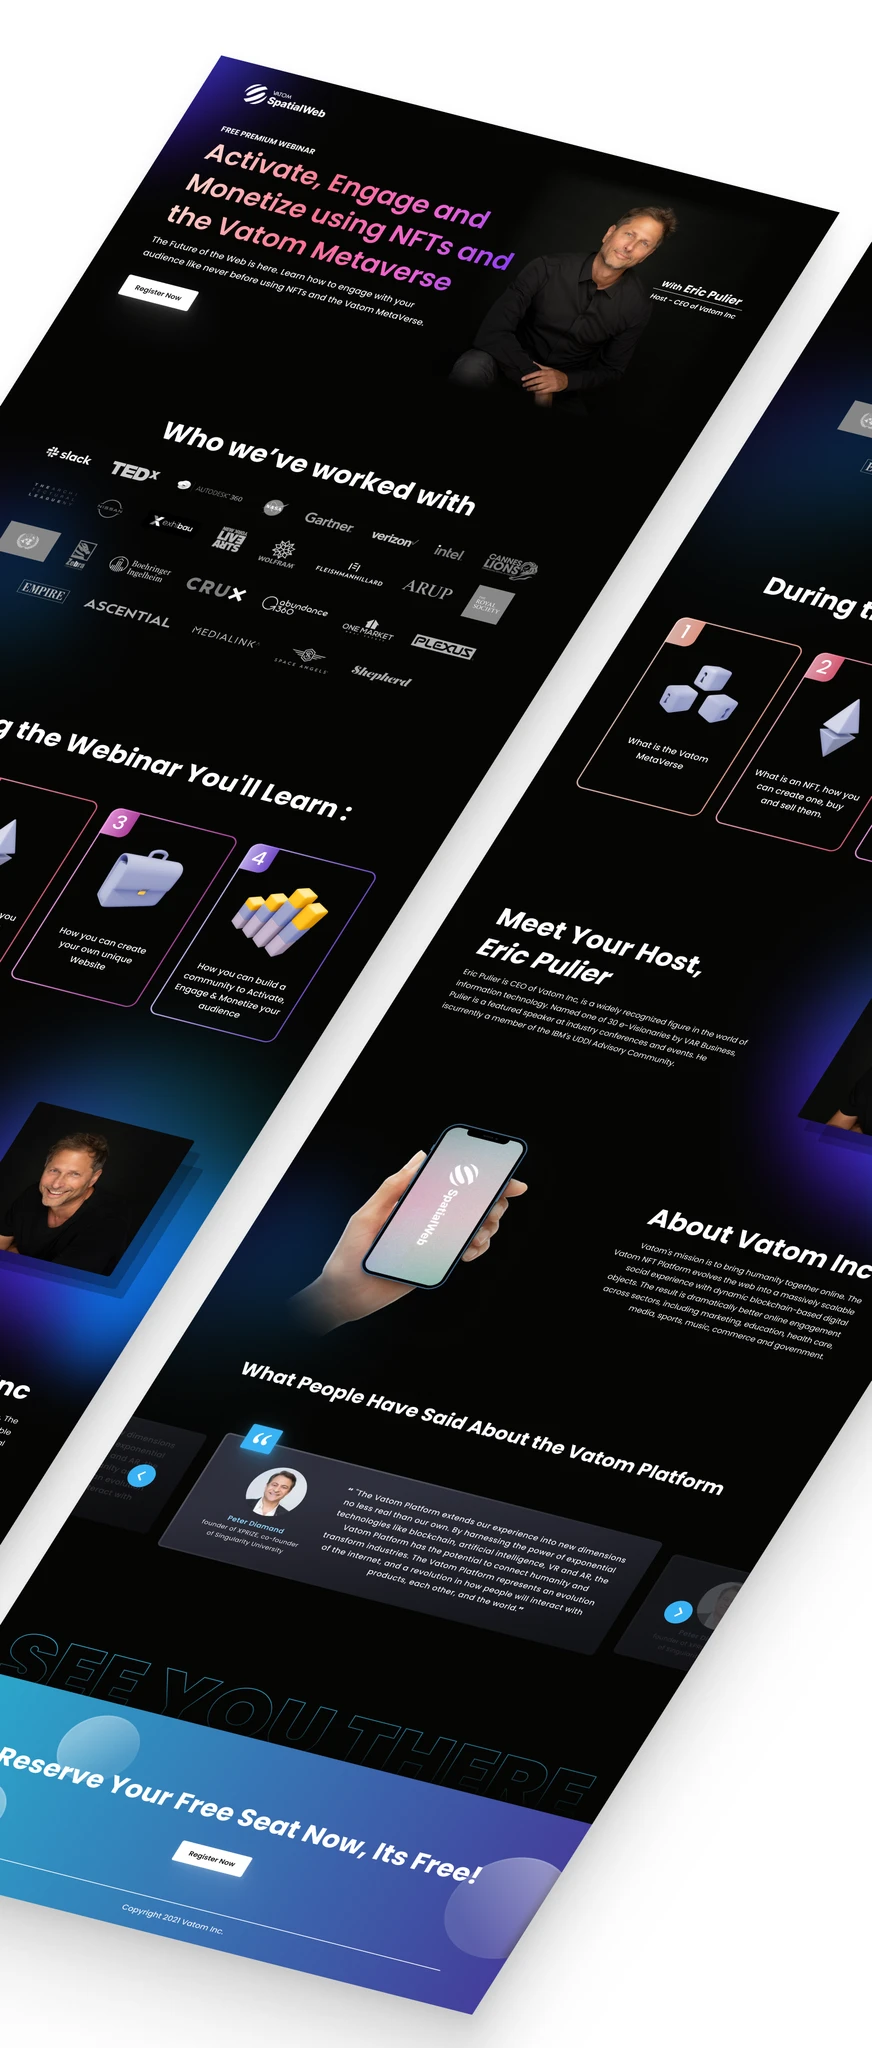 VATOM
SpatialWeb
FREE PREMIUM WEBINAR
Activate, Engage and
Monetize using NFTs and
the Vatom Metaverse
The Future of the Web is here. Learn how to engage with your
audience like never before using NFTs and the Vatom MetaVerse.
Register Now
With Eric Pulier
Host - CEO of Vatom Inc
Who we've worked with
slack
TEDx
AUTODESK 360
NASA
Gartner
verizon
intel
CANNES
LIONS
NISSAN
exhibau
NEW YORK
LIVE
ARTS
WOLFRAM
FLEISHMANHILLARD
ARUP
THE
ROYAL
SOCIETY
Boehringer
Ingelheim
CRUX
abundance
360
ONE MARKET
PLEXUS
EMPIRE
ASCENTIAL
MEDIALINK
SPACE ANGELS
Shepherd
g the Webinar You'll Learn :
you
3
How you can create
your own unique
Website
4
How you can build a
community to Activate,
Engage & Monetize your
audience
nc
The
During t
1
What is the Vatom
MetaVerse
2
What is an NFT, how you
can create one, buy
and sell them.
Meet Your Host,
Eric Pulier
Eric Pulier is CEO of Vatom Inc, is a widely recognized figure in the world of
information technology. Named one of 30 e-Visionaries by VAR Business,
Pulier is a featured speaker at industry conferences and events. He
iscurrently a member of the IBM's UDDI Advisory Community.
SpatialWeb
About Vatom Inc
Vatom's mission is to bring humanity together online. The
Vatom NFT Platform evolves the web into a massively scalable
social experience with dynamic blockchain-based digital
objects. The result is dramatically better online engagement
across sectors, including marketing, education, health care,
media, sports, music, commerce and government.
What People Have Said About the Vatom Platform
dimensions
exponential
and AR,
eract with
Peter Diamand
founder of XPRIZE, co-founder
of Singularity University
" "The Vatom Platform extends our experience into new dimensions
no less real than our own. By harnessing the power of exponential
technologies like blockchain, artificial intelligence, VR and AR, the
Vatom Platform has the potential to connect humanity and
transform industries. The Vatom Platform represents an evolution
of the internet, and a revolution in how people will interact with
products, each other, and the world."
SEE YOU THERE
Reserve Your Free Seat Now, Its Free!
Register Now
Copyright 2021 Vatom Inc.